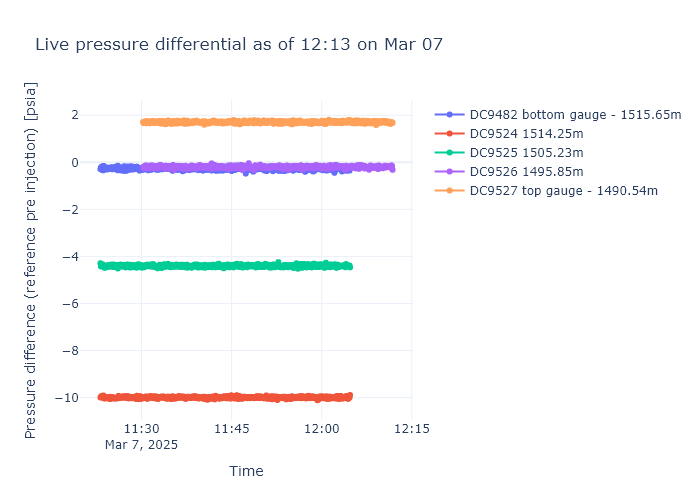 Live pressure differential as of 12:13 on Mar 07
Pressure difference (reference pre injection) [psia]
2
0
−2
−4
−6
−8
−10
11:30
Mar 7, 2025
11:45
12:00
12:15
Time
DC9482 bottom gauge - 1515.65m
DC9524 1514.25m
DC9525 1505.23m
DC9526 1495.85m
DC9527 top gauge - 1490.54m